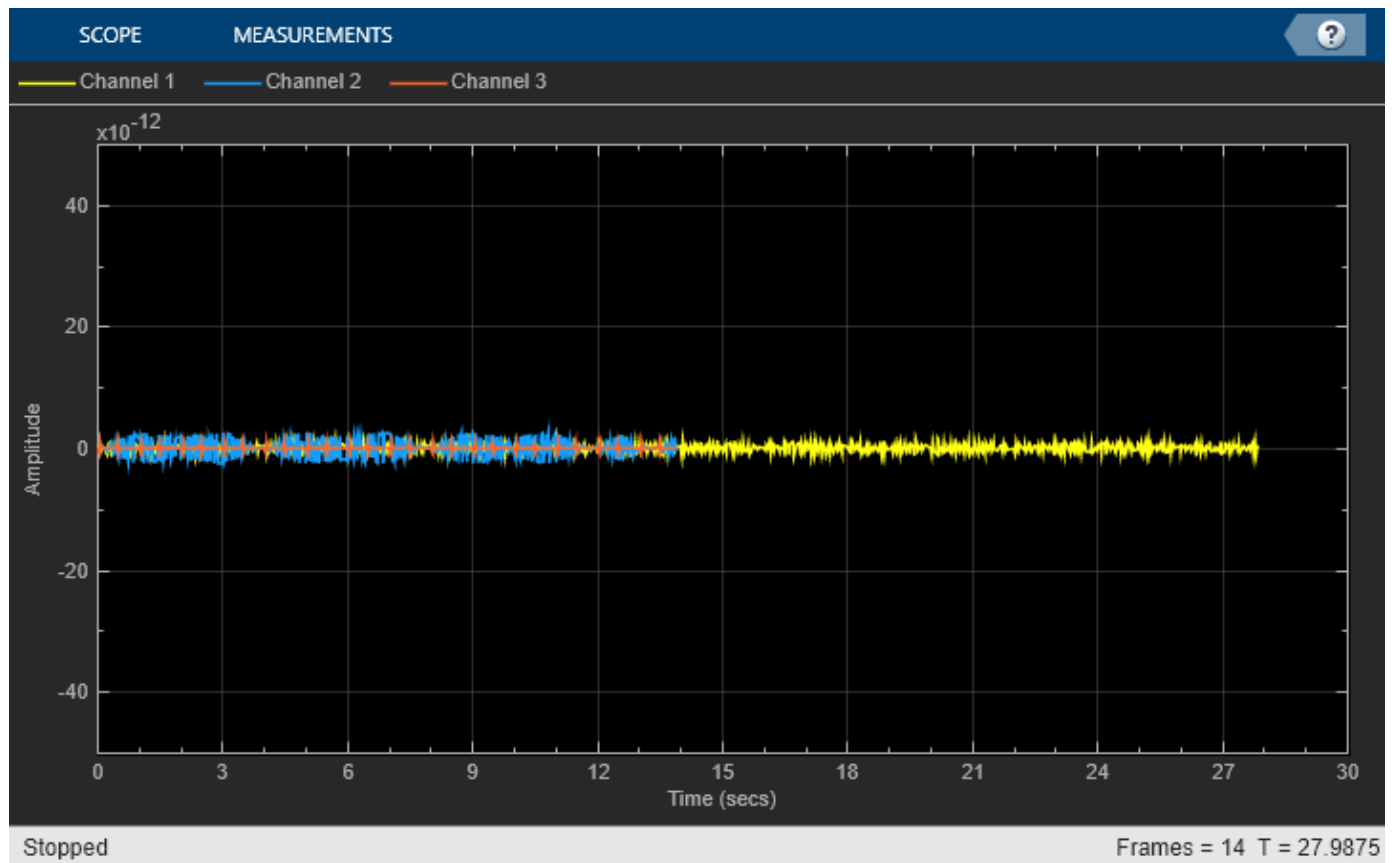 SCOPE MEASUREMENTS ?
Channel 1 Channel 2 Channel 3
x10-12
40
20
0
-20
-40
Amplitude
0 3 6 9 12 15 18 21 24 27 30
Time (secs)
Stopped Frames = 14 T = 27.9875